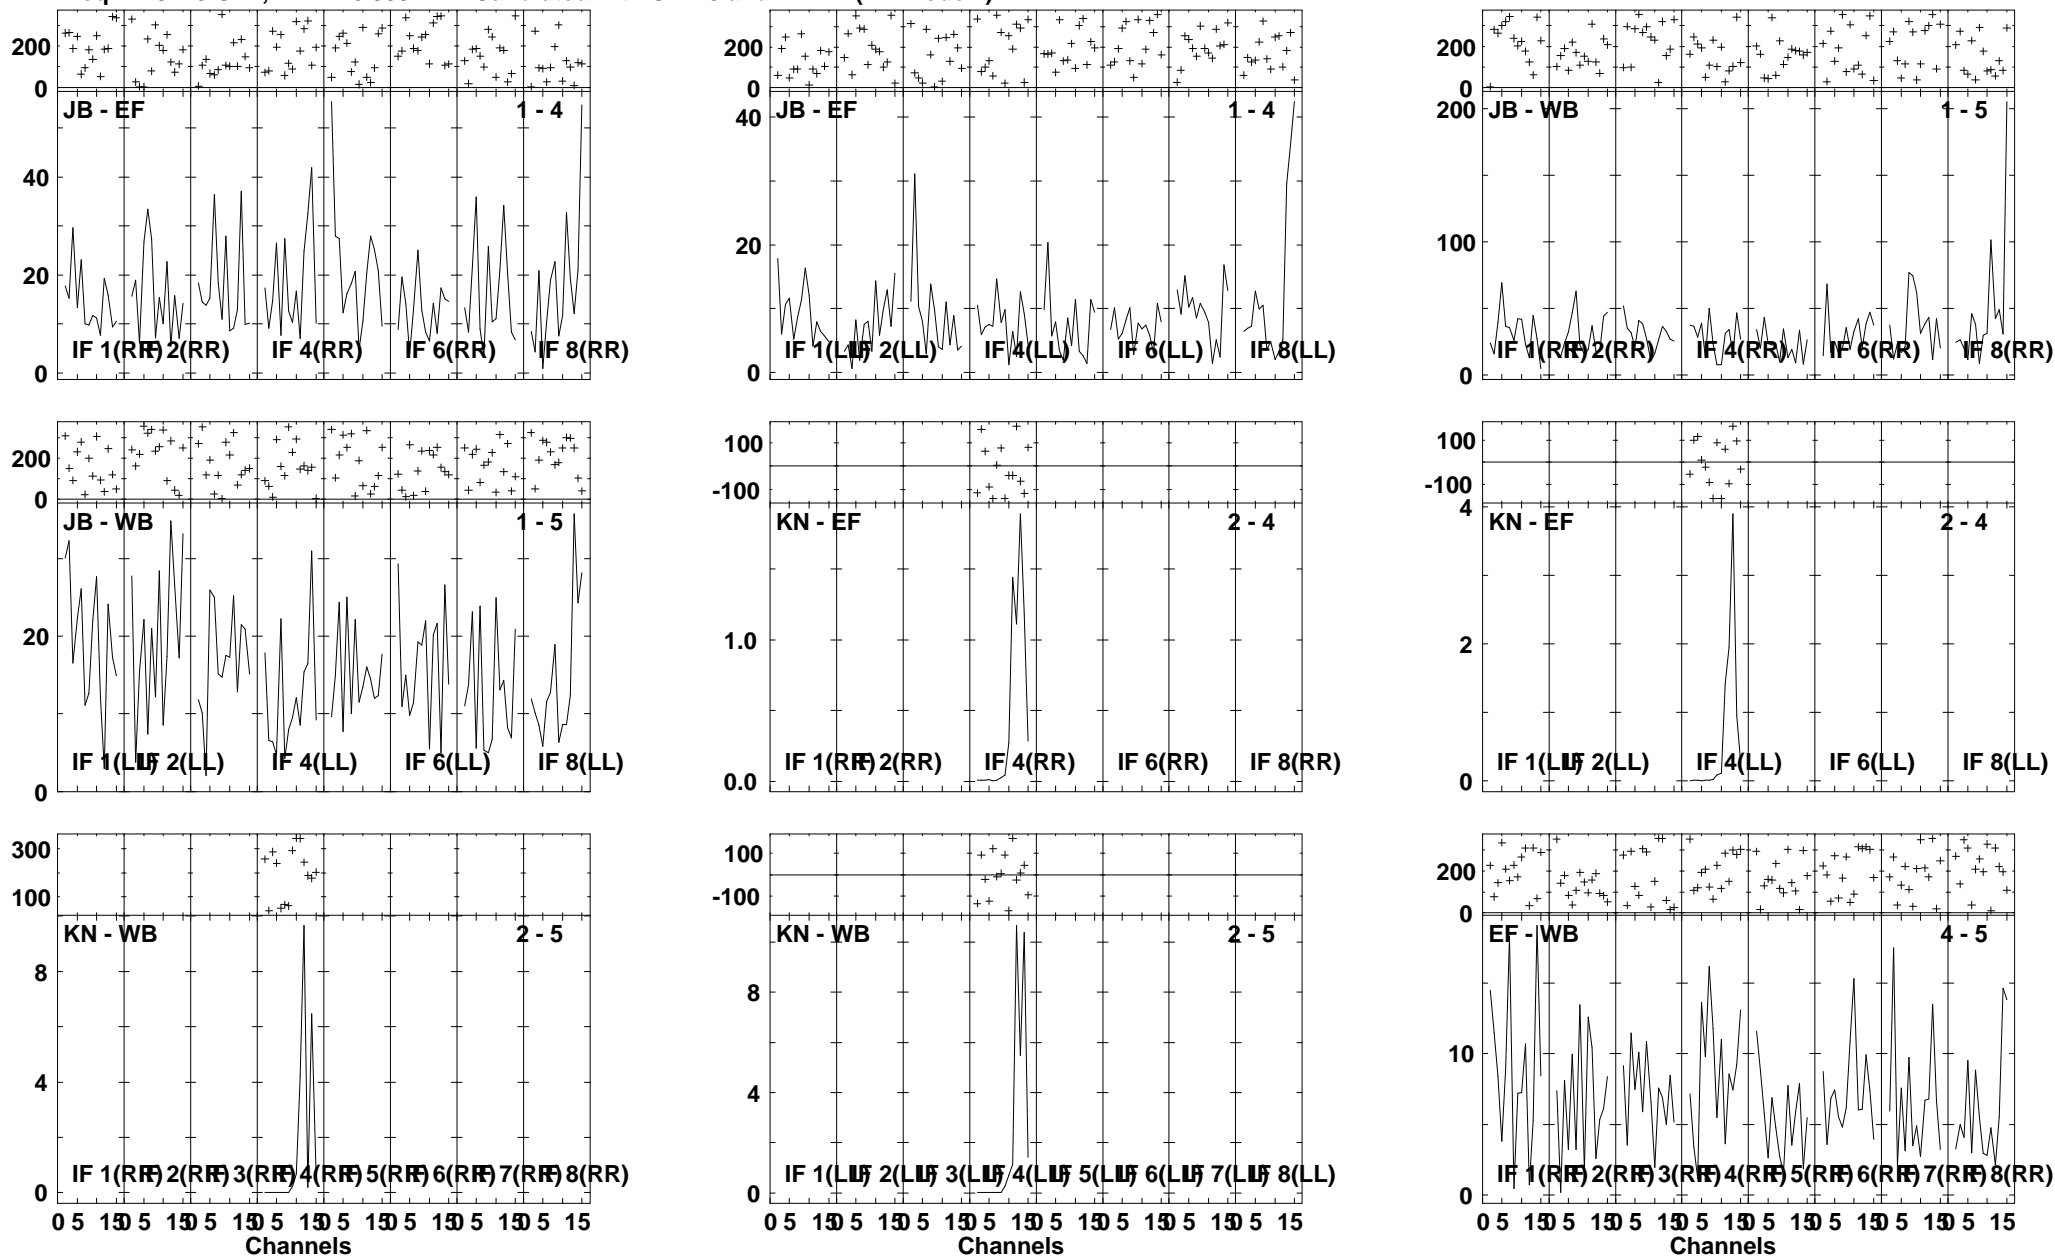 200
0
JB - EF
1 - 4
40
20
0
IF 1(RR)
IF 2(RR)
IF 4(RR)
IF 6(RR)
IF 8(RR)
200
0
JB - EF
1 - 4
40
20
0
IF 1(LL)
IF 2(LL)
IF 4(LL)
IF 6(LL)
IF 8(LL)
200
0
JB - WB
1 - 5
200
100
0
IF 1(RR)
IF 2(RR)
IF 4(RR)
IF 6(RR)
IF 8(RR)
200
0
JB - WB
1 - 5
20
0
IF 1(LL)
IF 2(LL)
IF 4(LL)
IF 6(LL)
IF 8(LL)
100
-100
KN - EF
2 - 4
1.0
0.0
IF 1(RR)
IF 2(RR)
IF 4(RR)
IF 6(RR)
IF 8(RR)
100
-100
KN - EF
2 - 4
4
2
0
IF 1(LL)
IF 2(LL)
IF 4(LL)
IF 6(LL)
IF 8(LL)
300
100
KN - WB
2 - 5
8
4
0
IF 1(RR)
IF 2(RR)
IF 3(RR)
IF 4(RR)
IF 5(RR)
IF 6(RR)
IF 7(RR)
IF 8(RR)
0 5 15 0 5 15 0 5 15 0 5 15 0 5 15 0 5 15 0 5 15 0 5 15
Channels
100
-100
KN - WB
2 - 5
8
4
0
IF 1(LL)
IF 2(LL)
IF 3(LL)
IF 4(LL)
IF 5(LL)
IF 6(LL)
IF 7(LL)
IF 8(LL)
0 5 15 0 5 15 0 5 15 0 5 15 0 5 15 0 5 15 0 5 15 0 5 15
Channels
200
0
EF - WB
4 - 5
10
0
IF 1(RR)
IF 2(RR)
IF 3(RR)
IF 4(RR)
IF 5(RR)
IF 6(RR)
IF 7(RR)
IF 8(RR)
0 5 15 0 5 15 0 5 15 0 5 15 0 5 15 0 5 15 0 5 15 0 5 15
Channels